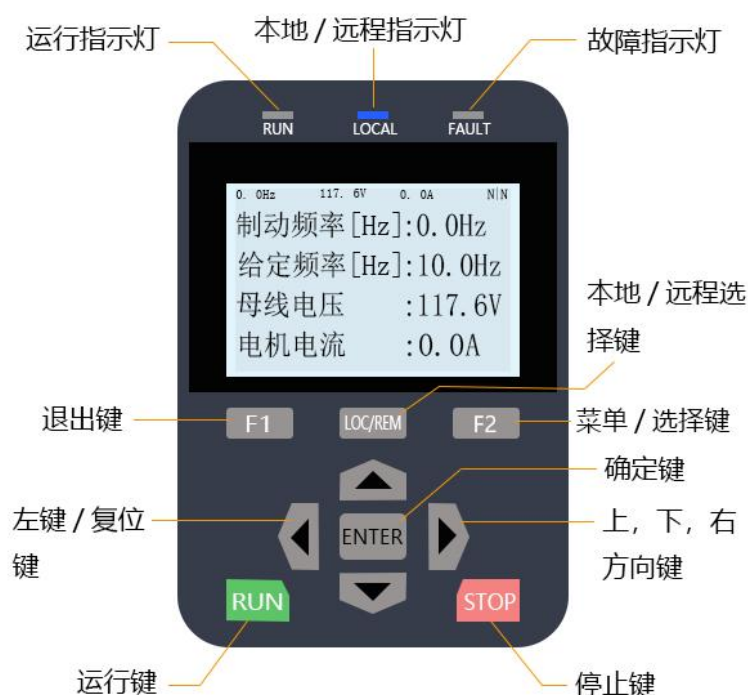 运行指示灯
本地 / 远程指示灯
故障指示灯
RUN
LOCAL
FAULT
0. 0Hz 117. 6V 0. 0A N|N
制动频率[Hz]:0.0Hz
给定频率[Hz]:10.0Hz
母线电压 :117.6V
电机电流 :0.0A
本地 / 远程选
择键
退出键
F1
LOC/REM
F2
菜单 / 选择键
确定键
左键 / 复位
键
ENTER
上，下，右
方向键
RUN
STOP
运行键
停止键